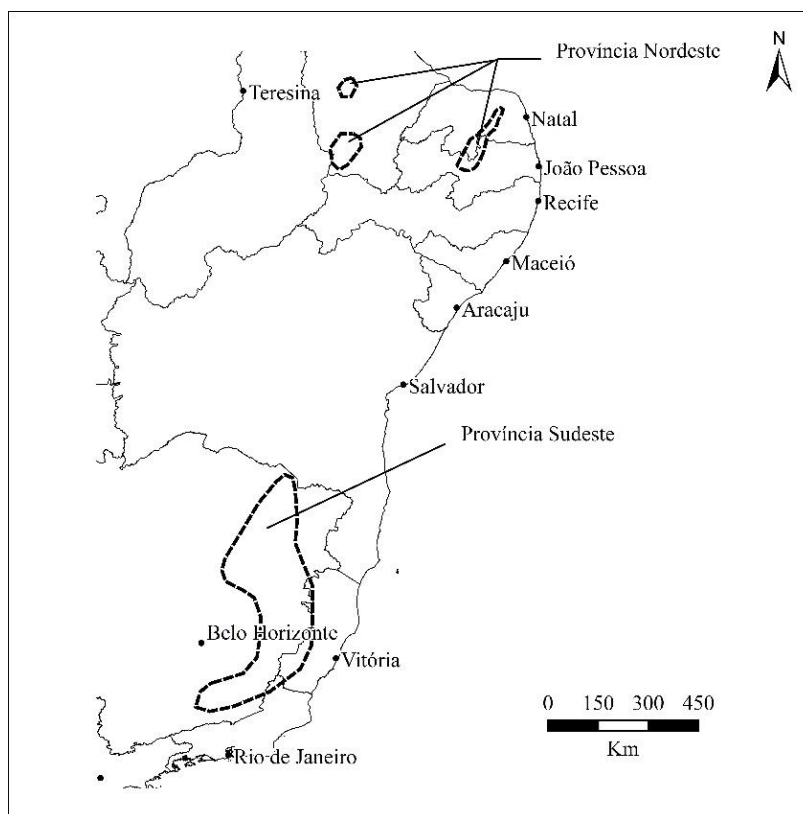 N
Província Nordeste
Teresina
Natal
João Pessoa
Recife
Maceió
Aracaju
Salvador
Província Sudeste
Belo Horizonte
Vitória
0 150 300 450
Km
Rio de Janeiro